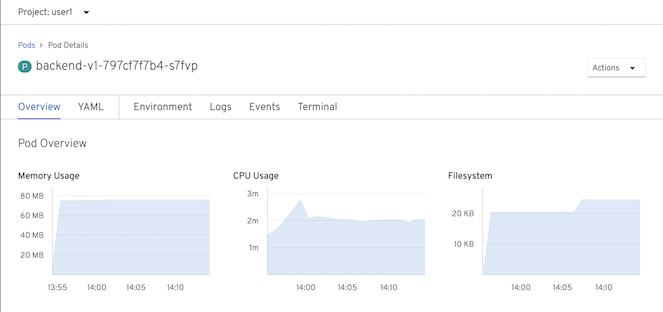 Project: user1
Pods > Pod Details
P backend-v1-797cf7f7b4-s7fvp
Actions
Overview YAML Environment Logs Events Terminal
Pod Overview
Memory Usage CPU Usage Filesystem
80 MB
60 MB
40 MB
20 MB
13:55 14:00 14:05 14:10
3m
2m
1m
14:00 14:05 14:10
20 KB
10 KB
14:00 14:05 14:10